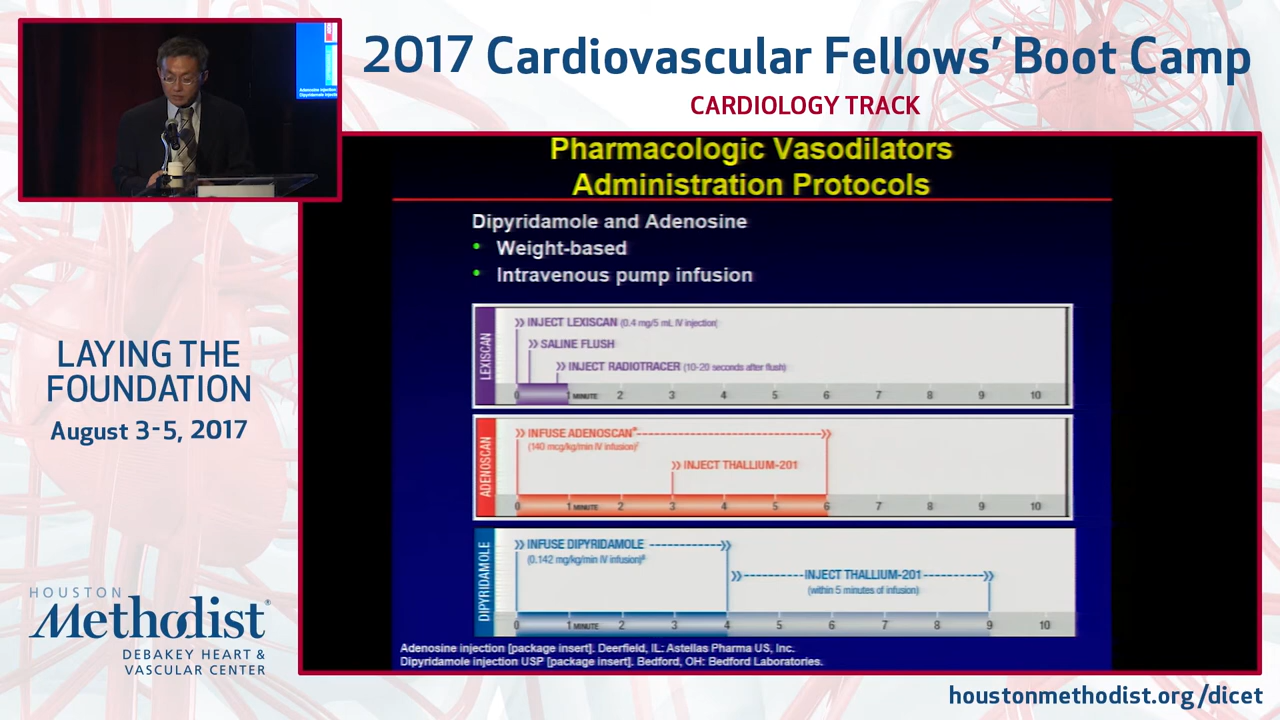 2017 Cardiovascular Fellows' Boot Camp
CARDIOLOGY TRACK
LAYING THE
FOUNDATION
August 3-5, 2017
HOUSTON
Methodist®
DEBAKEY HEART &
VASCULAR CENTER
Pharmacologic Vasodilators
Administration Protocols
Dipyridamole and Adenosine
• Weight-based
• Intravenous pump infusion
LEXISCAN
INJECT LEXISCAN (0.4 mg/5 mL IV injection)
SALINE FLUSH
INJECT RADIOTRACER (10-20 seconds after flush)
0 1 MINUTE 2 3 4 5 6 7 8 9 10
ADENOSCAN
INFUSE ADENOSCAN®
(140 mcg/kg/min IV infusion)
INJECT THALLIUM-201
0 1 MINUTE 2 3 4 5 6 7 8 9 10
DIPYRIDAMOLE
INFUSE DIPYRIDAMOLE
(0.142 mg/kg/min IV infusion)
INJECT THALLIUM-201
(within 5 minutes of infusion)
0 1 MINUTE 2 3 4 5 6 7 8 9 10
Adenosine injection [package insert]. Deerfield, IL: Astellas Pharma US, Inc.
Dipyridamole injection USP [package insert]. Bedford, OH: Bedford Laboratories.
houstonmethodist.org/dicet